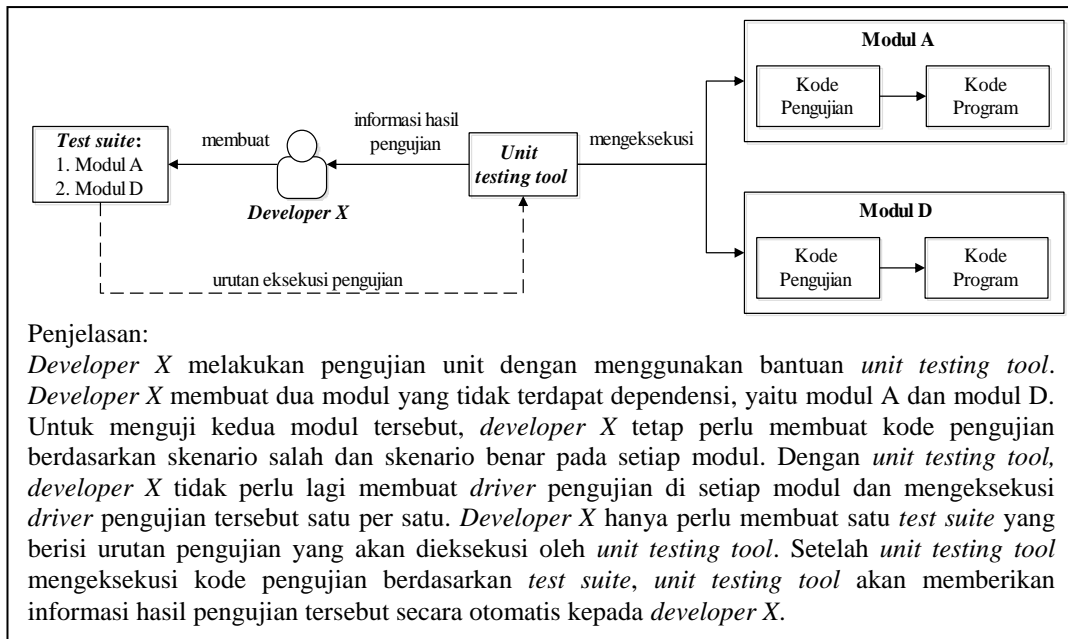 Modul A
Kode
Pengujian
Kode
Program
informasi hasil
pengujian
membuat
mengeksekusi
Test suite:
1. Modul A
2. Modul D
Unit
testing tool
Developer X
Modul D
urutan eksekusi pengujian
Kode
Pengujian
Kode
Program
Penjelasan:
Developer X melakukan pengujian unit dengan menggunakan bantuan unit testing tool.
Developer X membuat dua modul yang tidak terdapat dependensi, yaitu modul A dan modul D.
Untuk menguji kedua modul tersebut, developer X tetap perlu membuat kode pengujian
berdasarkan skenario salah dan skenario benar pada setiap modul. Dengan unit testing tool,
developer X tidak perlu lagi membuat driver pengujian di setiap modul dan mengeksekusi
driver pengujian tersebut satu per satu. Developer X hanya perlu membuat satu test suite yang
berisi urutan pengujian yang akan dieksekusi oleh unit testing tool. Setelah unit testing tool
mengeksekusi kode pengujian berdasarkan test suite, unit testing tool akan memberikan
informasi hasil pengujian tersebut secara otomatis kepada developer X.